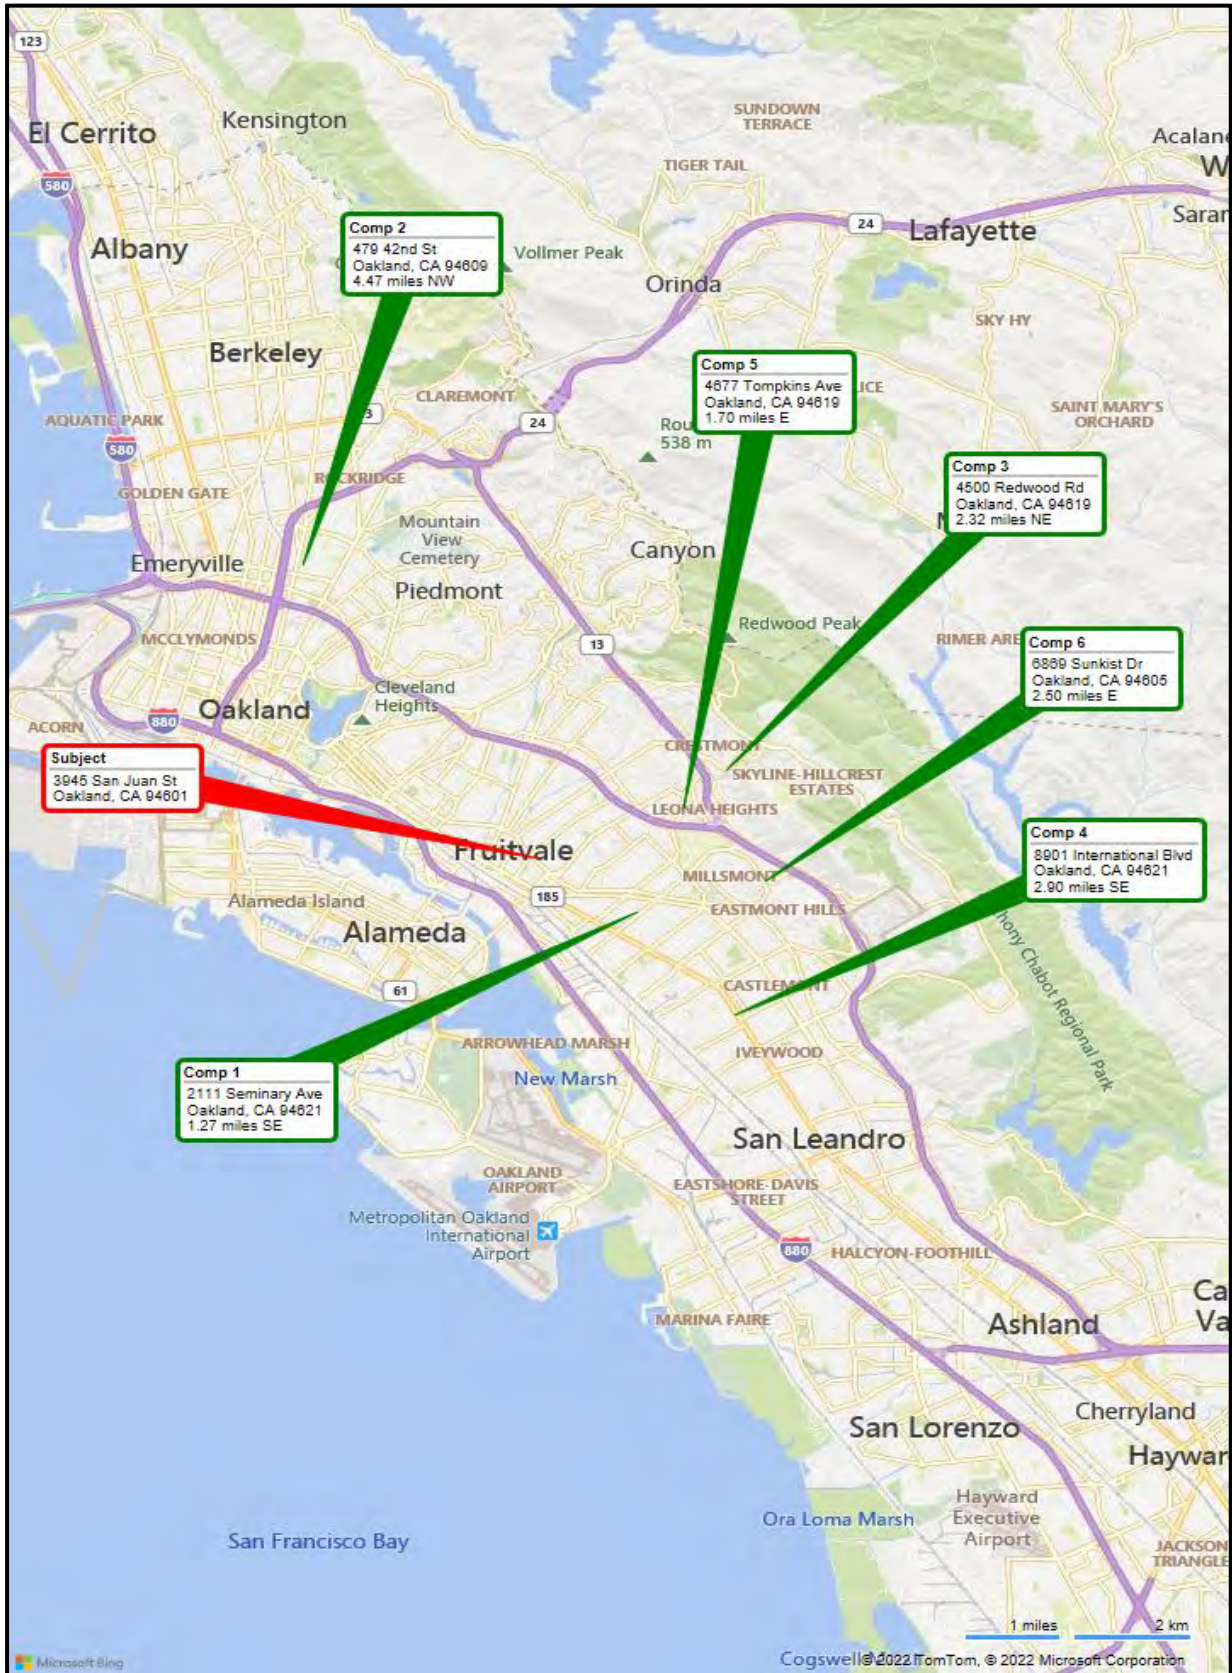 123
El Cerrito
Kensington
SUNDOWN
TERRACE
TIGER TAIL
580
24
Albany
Lafayette
Comp 2
479 42nd St
Oakland, CA 94609
4.47 miles NW
Vollmer Peak
Orinda
SKY HY
Berkeley
CLAREMONT
Comp 5
4677 Tompkins Ave
Oakland, CA 94619
1.70 miles E
SAINT MARY'S
ORCHARD
AQUATIC PARK
24
538 m
580
ROCKRIDGE
GOLDEN GATE
Comp 3
4500 Redwood Rd
Oakland, CA 94619
2.32 miles NE
Mountain
View
Cemetery
Canyon
Emeryville
Piedmont
MCCLYMONDS
13
Redwood Peak
Comp 6
6869 Sunkist Dr
Oakland, CA 94605
2.50 miles E
Cleveland
Heights
Oakland
ACORN
880
CRESTMONT
Subject
3945 San Juan St
Oakland, CA 94601
SKYLINE-HILLCREST
ESTATES
LEONA HEIGHTS
Fruitvale
Comp 4
8901 International Blvd
Oakland, CA 94621
2.90 miles SE
MILLSMONT
Alameda Island
185
EASTMONT HILLS
Alameda
Anthony Chabot Regional Park
61
CASTLEMONT
ARROWHEAD MARSH
IVEYWOOD
Comp 1
2111 Seminary Ave
Oakland, CA 94621
1.27 miles SE
New Marsh
San Leandro
OAKLAND
AIRPORT
EASTSHORE-DAVIS
STREET
Metropolitan Oakland
International
Airport
880
HALCYON-FOOTHILL
MARINA FAIRE
Ashland
San Lorenzo
Cherryland
Hayward
Executive
Airport
Ora Loma Marsh
San Francisco Bay
JACKSON
TRIANGLE
1 miles
2 km
Microsoft Bing
© 2022 TomTom, © 2022 Microsoft Corporation